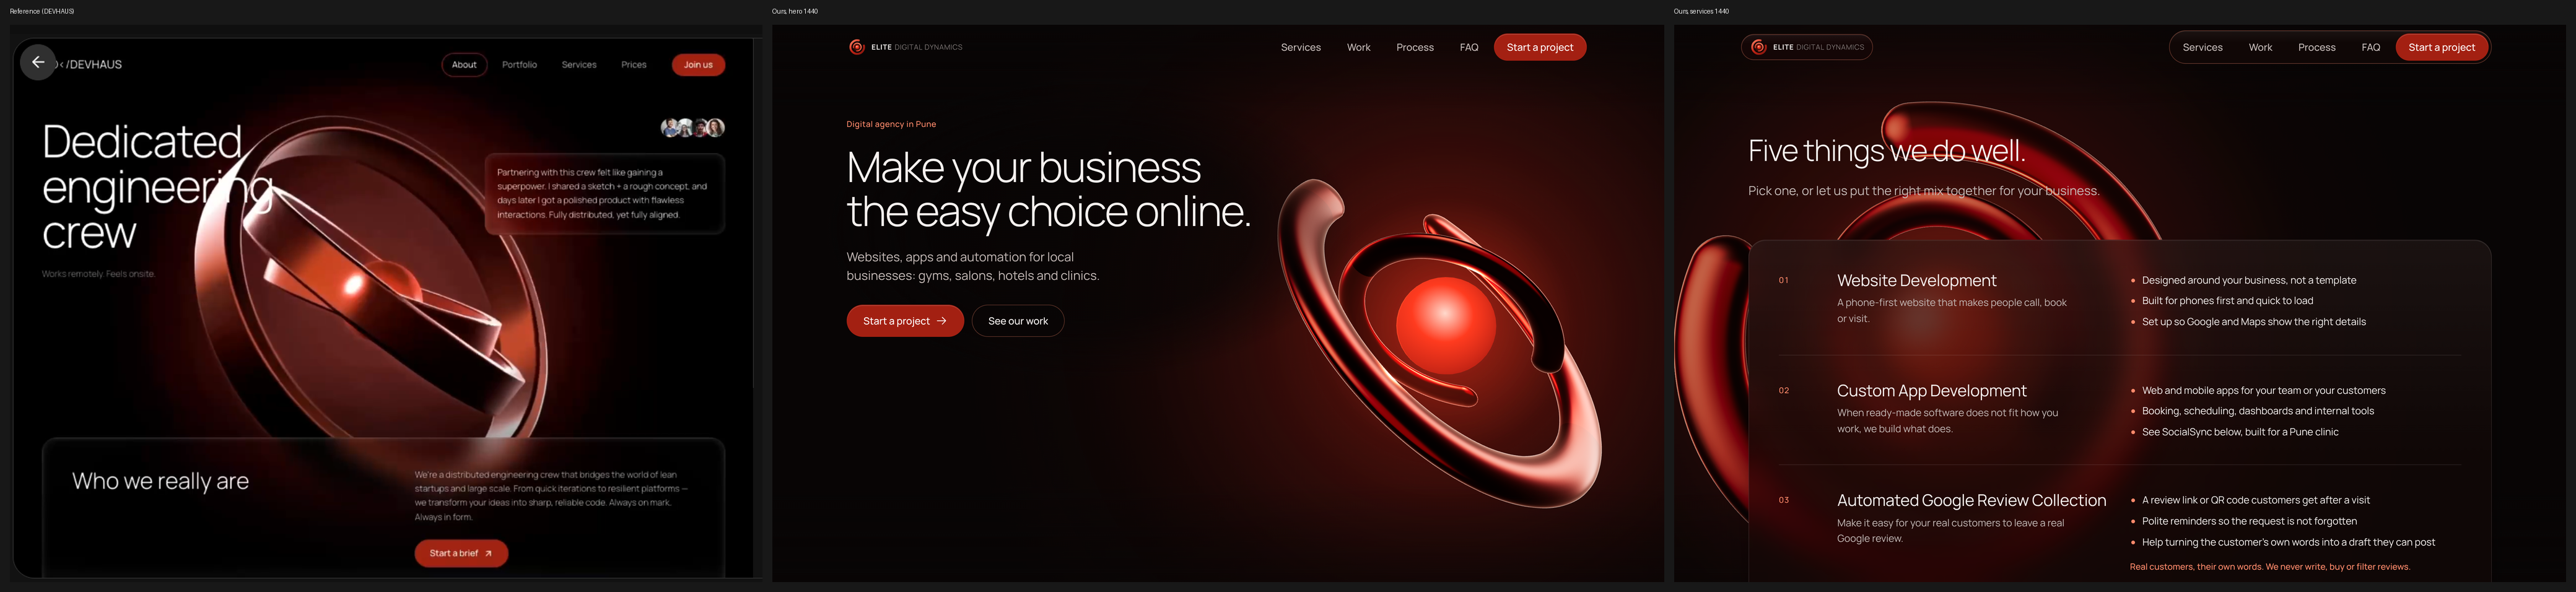 Reference (DEVHAUS)
</DEVHAUS
About
Portfolio
Services
Prices
Join us
Dedicated
engineering
crew
Works remotely. Feels onsite.
Partnering with this crew felt like gaining a
superpower. I shared a sketch + a rough concept, and
days later I got a polished product with flawless
interactions. Fully distributed, yet fully aligned.
Who we really are
We're a distributed engineering crew that bridges the world of lean
startups and large scale. From quick iterations to resilient platforms —
we transform your ideas into sharp, reliable code. Always on mark.
Always in form.
Start a brief
Ours, hero 1440
ELITE DIGITAL DYNAMICS
Services
Work
Process
FAQ
Start a project
Digital agency in Pune
Make your business
the easy choice online.
Websites, apps and automation for local
businesses: gyms, salons, hotels and clinics.
Start a project
See our work
Ours, services 1440
ELITE DIGITAL DYNAMICS
Services
Work
Process
FAQ
Start a project
Five things we do well.
Pick one, or let us put the right mix together for your business.
01
Website Development
A phone-first website that makes people call, book
or visit.
Designed around your business, not a template
Built for phones first and quick to load
Set up so Google and Maps show the right details
02
Custom App Development
When ready-made software does not fit how you
work, we build what does.
Web and mobile apps for your team or your customers
Booking, scheduling, dashboards and internal tools
See SocialSync below, built for a Pune clinic
03
Automated Google Review Collection
Make it easy for your real customers to leave a real
Google review.
A review link or QR code customers get after a visit
Polite reminders so the request is not forgotten
Help turning the customer's own words into a draft they can post
Real customers, their own words. We never write, buy or filter reviews.